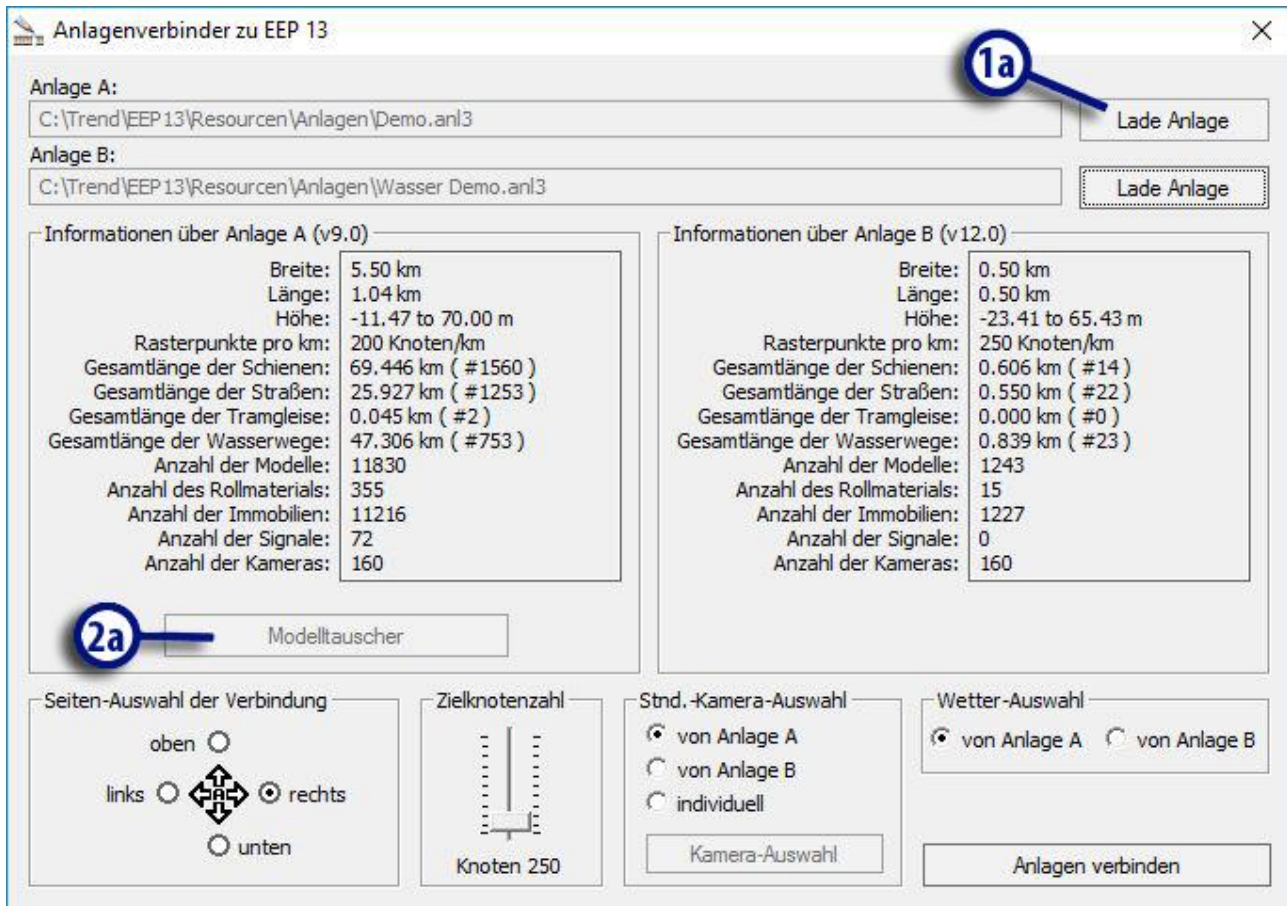 Anlagenverbinder zu EEP 13
1a
Anlage A:
C:\Trend\EEP13\Resourcen\Anlagen\Demo.anl3
Lade Anlage
Anlage B:
C:\Trend\EEP13\Resourcen\Anlagen\Wasser Demo.anl3
Lade Anlage
Informationen über Anlage A (v9.0)
Breite: 5.50 km
Länge: 1.04 km
Höhe: -11.47 to 70.00 m
Rasterpunkte pro km: 200 Knoten/km
Gesamtlänge der Schienen: 69.446 km ( #1560 )
Gesamtlänge der Straßen: 25.927 km ( #1253 )
Gesamtlänge der Tramgleise: 0.045 km ( #2 )
Gesamtlänge der Wasserwege: 47.306 km ( #753 )
Anzahl der Modelle: 11830
Anzahl des Rollmaterials: 355
Anzahl der Immobilien: 11216
Anzahl der Signale: 72
Anzahl der Kameras: 160
2a
Modelltauscher
Informationen über Anlage B (v12.0)
Breite: 0.50 km
Länge: 0.50 km
Höhe: -23.41 to 65.43 m
Rasterpunkte pro km: 250 Knoten/km
Gesamtlänge der Schienen: 0.606 km ( #14 )
Gesamtlänge der Straßen: 0.550 km ( #22 )
Gesamtlänge der Tramgleise: 0.000 km ( #0 )
Gesamtlänge der Wasserwege: 0.839 km ( #23 )
Anzahl der Modelle: 1243
Anzahl des Rollmaterials: 15
Anzahl der Immobilien: 1227
Anzahl der Signale: 0
Anzahl der Kameras: 160
Seiten-Auswahl der Verbindung
oben
links A rechts
unten
Zielknotenzahl
Knoten 250
Stnd.-Kamera-Auswahl
von Anlage A
von Anlage B
individuell
Kamera-Auswahl
Wetter-Auswahl
von Anlage A von Anlage B
Anlagen verbinden